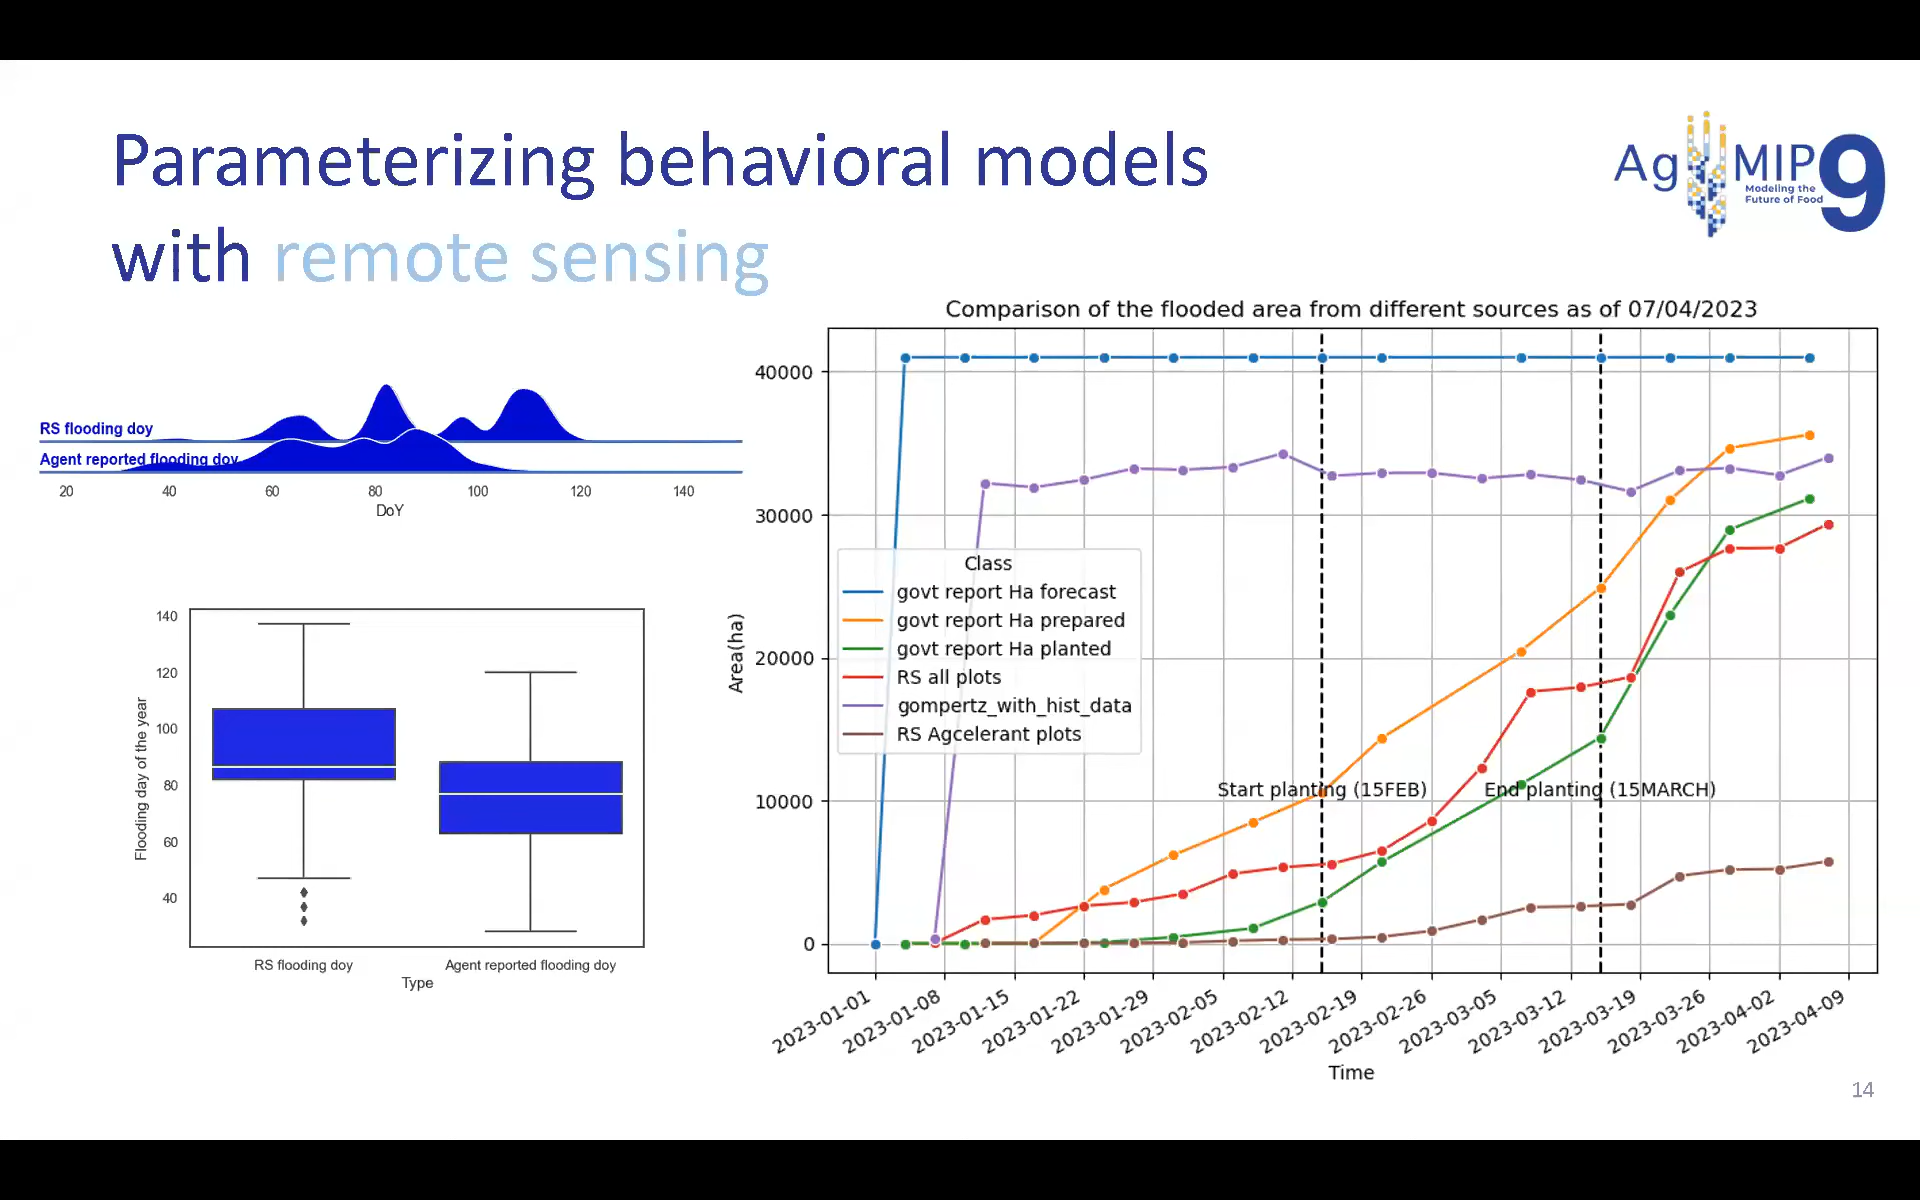 Parameterizing behavioral models
with remote sensing
AgMIP9
Modeling the
Future of Food
RS flooding doy
Agent reported flooding doy
20 40 60 80 100 120 140
DoY
140
120
100
80
60
40
Flooding day of the year
RS flooding doy Agent reported flooding doy
Type
Comparison of the flooded area from different sources as of 07/04/2023
40000
30000
20000
10000
0
Area(ha)
Class
govt report Ha forecast
govt report Ha prepared
govt report Ha planted
RS all plots
gompertz_with_hist_data
RS Agcelerant plots
Start planting (15FEB) End planting (15MARCH)
2023-01-01 2023-01-08 2023-01-15 2023-01-22 2023-01-29 2023-02-05 2023-02-12 2023-02-19 2023-02-26 2023-03-05 2023-03-12 2023-03-19 2023-03-26 2023-04-02 2023-04-09
Time
14